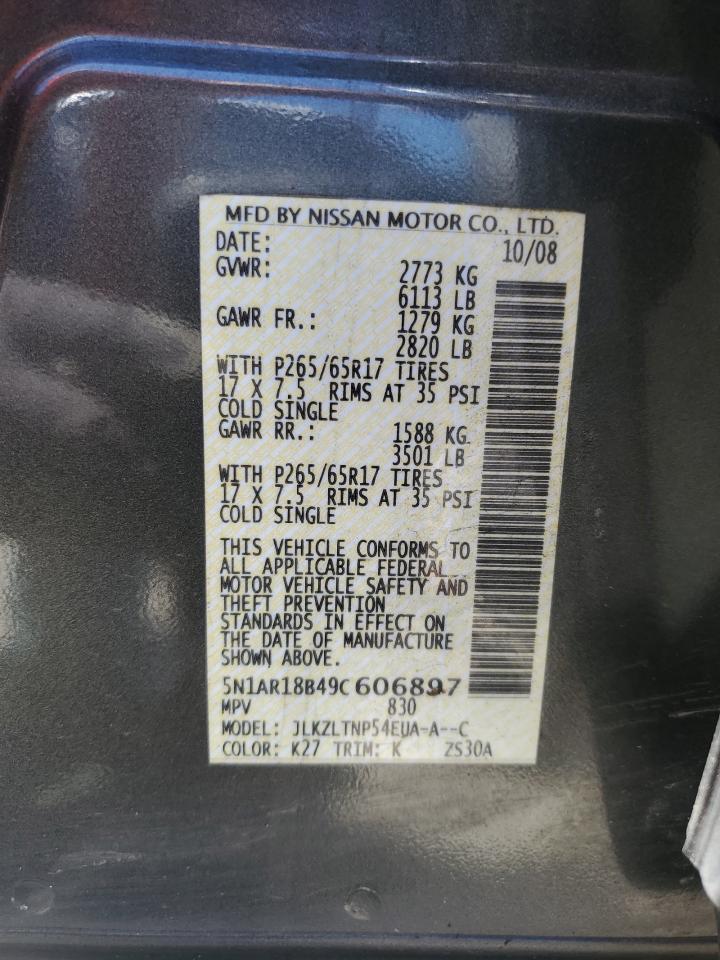 MFD BY NISSAN MOTOR CO., LTD.
DATE: 10/08
GVWR: 2773 KG
6113 LB
GAWR FR.: 1279 KG
2820 LB
WITH P265/65R17 TIRES
17 X 7.5 RIMS AT 35 PSI
COLD SINGLE
GAWR RR.: 1588 KG
3501 LB
WITH P265/65R17 TIRES
17 X 7.5 RIMS AT 35 PSI
COLD SINGLE
THIS VEHICLE CONFORMS TO
ALL APPLICABLE FEDERAL
MOTOR VEHICLE SAFETY AND
THEFT PREVENTION
STANDARDS IN EFFECT ON
THE DATE OF MANUFACTURE
SHOWN ABOVE.
5N1AR18B49C606897
MPV 830
MODEL: JLKZLTNP54EUA-A--C
COLOR: K27 TRIM: K ZS30A